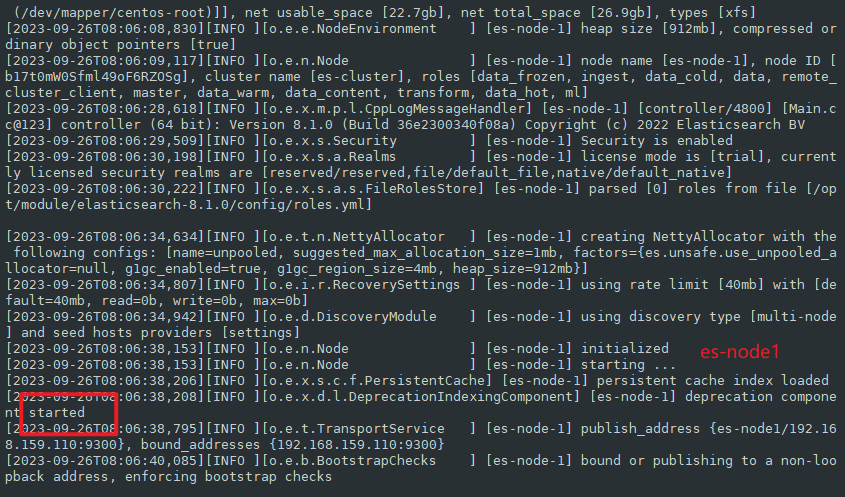 (/dev/mapper/centos-root)]], net usable_space [22.7gb], net total_space [26.9gb], types [xfs]
[2023-09-26T08:06:08,830][INFO ][o.e.e.NodeEnvironment    ] [es-node-1] heap size [912mb], compressed or
dinary object pointers [true]
[2023-09-26T08:06:09,117][INFO ][o.e.n.Node               ] [es-node-1] node name [es-node-1], node ID [
b17t0mW0Sfml49oF6RZOSg], cluster name [es-cluster], roles [data_frozen, ingest, data_cold, data, remote_
cluster_client, master, data_warm, data_content, transform, data_hot, ml]
[2023-09-26T08:06:28,618][INFO ][o.e.x.m.p.l.CppLogMessageHandler] [es-node-1] [controller/4800] [Main.c
c@123] controller (64 bit): Version 8.1.0 (Build 36e2300340f08a) Copyright (c) 2022 Elasticsearch BV
[2023-09-26T08:06:29,509][INFO ][o.e.x.s.Security         ] [es-node-1] Security is enabled
[2023-09-26T08:06:30,198][INFO ][o.e.x.s.a.Realms         ] [es-node-1] license mode is [trial], current
ly licensed security realms are [reserved/reserved,file/default_file,native/default_native]
[2023-09-26T08:06:30,222][INFO ][o.e.x.s.a.s.FileRolesStore] [es-node-1] parsed [0] roles from file [/op
t/module/elasticsearch-8.1.0/config/roles.yml]
[2023-09-26T08:06:34,634][INFO ][o.e.t.n.NettyAllocator   ] [es-node-1] creating NettyAllocator with the
following configs: [name=unpooled, suggested_max_allocation_size=1mb, factors={es.unsafe.use_unpooled_a
llocator=null, g1gc_enabled=true, g1gc_region_size=4mb, heap_size=912mb}]
[2023-09-26T08:06:34,807][INFO ][o.e.i.r.RecoverySettings ] [es-node-1] using rate limit [40mb] with [de
fault=40mb, read=0b, write=0b, max=0b]
[2023-09-26T08:06:34,942][INFO ][o.e.d.DiscoveryModule    ] [es-node-1] using discovery type [multi-node
] and seed hosts providers [settings]
[2023-09-26T08:06:38,153][INFO ][o.e.n.Node               ] [es-node-1] initialized
es-node1
[2023-09-26T08:06:38,153][INFO ][o.e.n.Node               ] [es-node-1] starting ...
[2023-09-26T08:06:38,206][INFO ][o.e.x.s.c.f.PersistentCache] [es-node-1] persistent cache index loaded
[2023-09-26T08:06:38,208][INFO ][o.e.x.d.l.DeprecationIndexingComponent] [es-node-1] deprecation compone
nt started
[2023-09-26T08:06:38,795][INFO ][o.e.t.TransportService   ] [es-node-1] publish_address {es-node1/192.16
8.159.110:9300}, bound_addresses {192.168.159.110:9300}
[2023-09-26T08:06:40,085][INFO ][o.e.b.BootstrapChecks    ] [es-node-1] bound or publishing to a non-loo
pback address, enforcing bootstrap checks